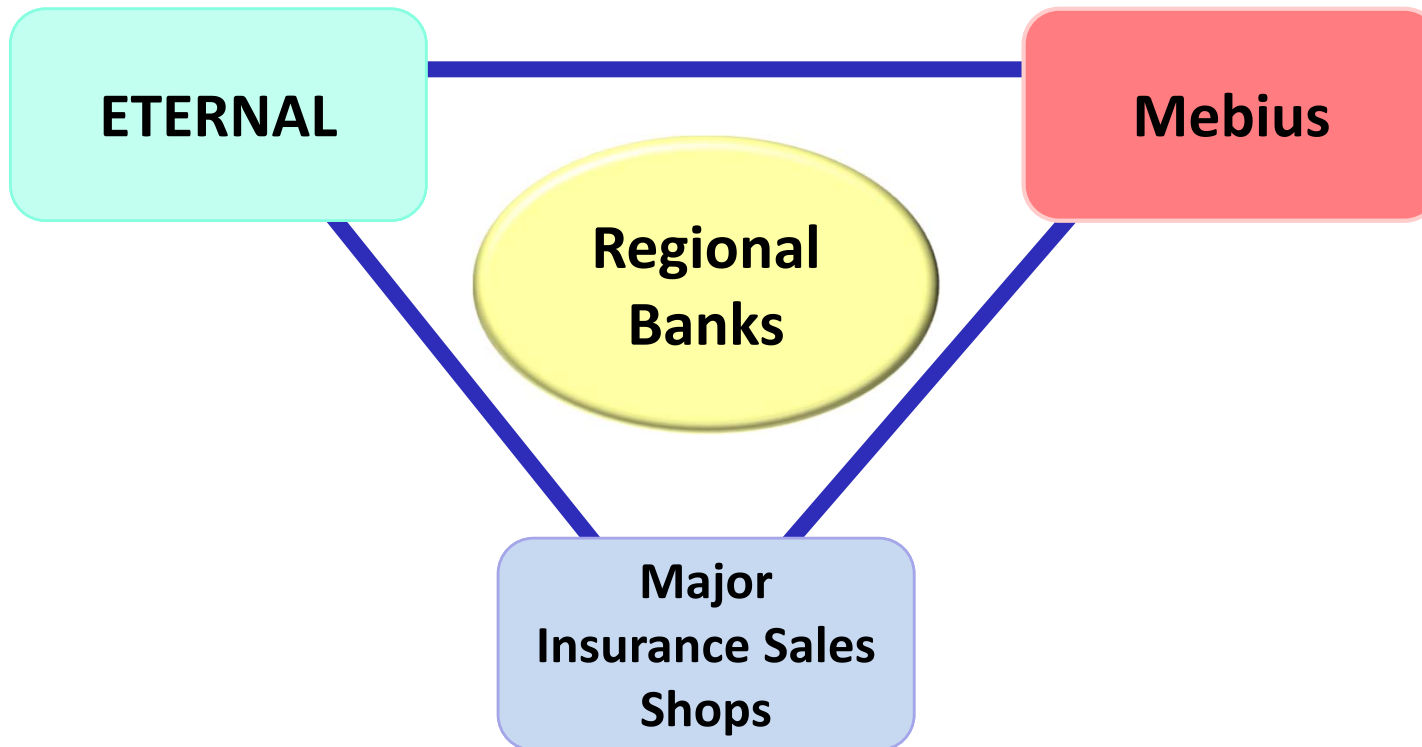 ETERNAL
Mebius
Regional
Banks
Major
Insurance Sales
Shops